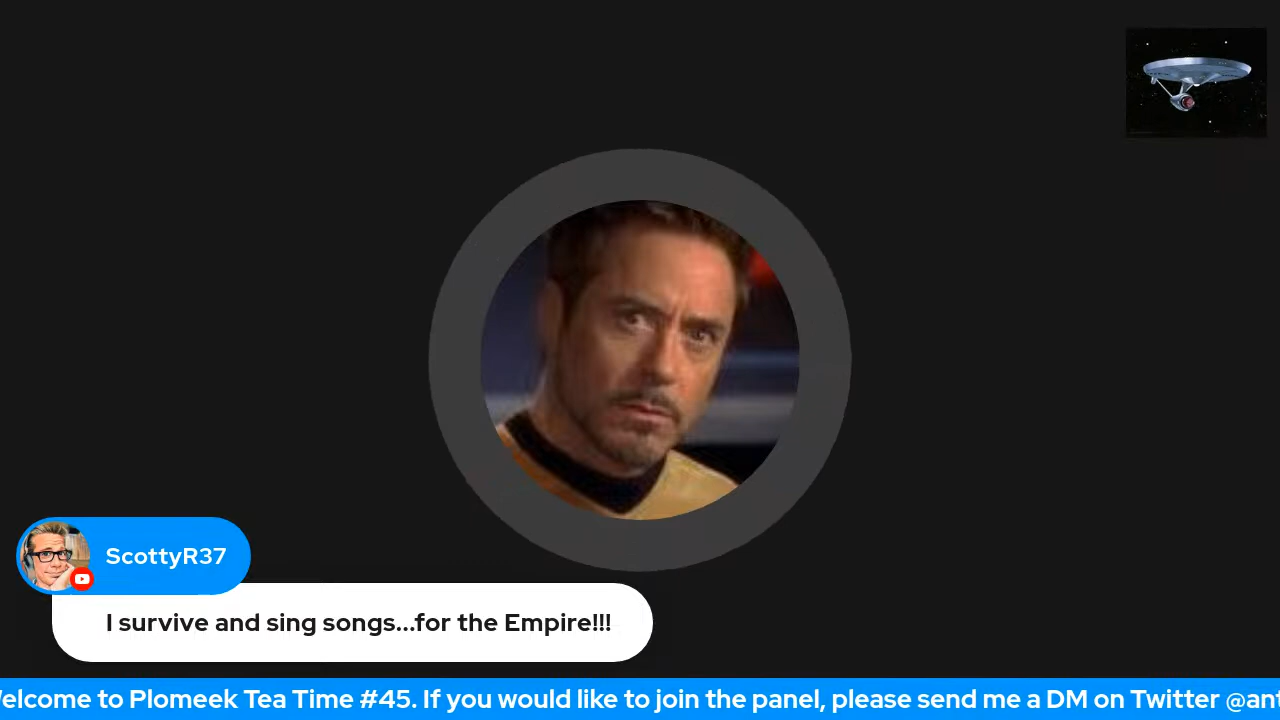 ScottyR37
I survive and sing songs...for the Empire!!!
Welcome to Plomeek Tea Time #45. If you would like to join the panel, please send me a DM on Twitter @ant